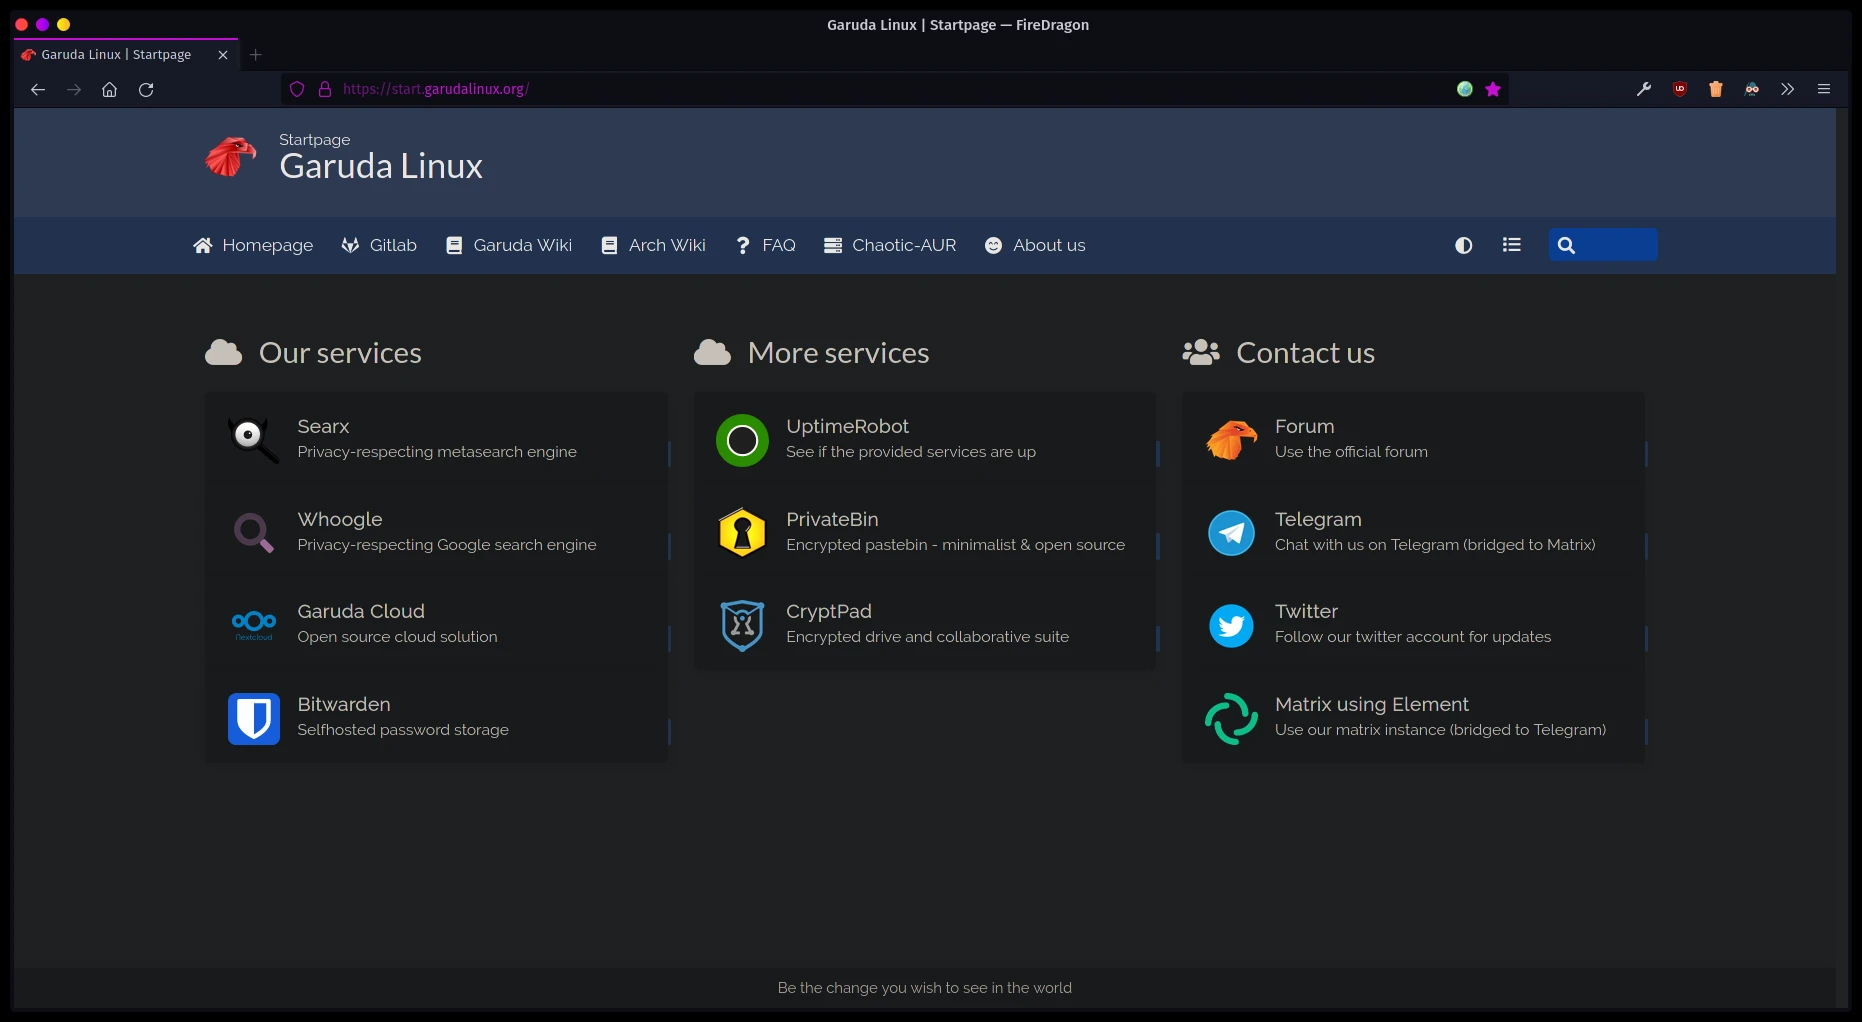 Garuda Linux | Startpage — FireDragon
Garuda Linux | Startpage
https://start.garudalinux.org/
Startpage
Garuda Linux
Homepage
Gitlab
Garuda Wiki
Arch Wiki
FAQ
Chaotic-AUR
About us
Our services
Searx
Privacy-respecting metasearch engine
Whoogle
Privacy-respecting Google search engine
Nextcloud
Garuda Cloud
Open source cloud solution
Bitwarden
Selfhosted password storage
More services
UptimeRobot
See if the provided services are up
PrivateBin
Encrypted pastebin - minimalist & open source
CryptPad
Encrypted drive and collaborative suite
Contact us
Forum
Use the official forum
Telegram
Chat with us on Telegram (bridged to Matrix)
Twitter
Follow our twitter account for updates
Matrix using Element
Use our matrix instance (bridged to Telegram)
Be the change you wish to see in the world